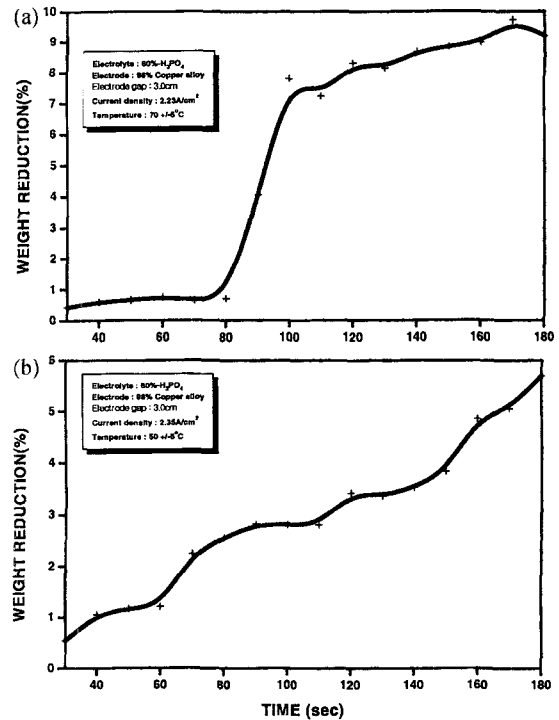 (a)
10
9
8
7
6
5
4
3
2
1
0
WEIGHT REDUCTION(%)
Electrolyte : 60%-H₃PO₄
Electrode : 98% Copper alloy
Electrode gap : 3.0cm
Current density : 2.23A/cm²
Temperature : 70 +/-5°C
40 60 80 100 120 140 160 180
(b)
6
5
4
3
2
1
0
WEIGHT REDUCTION(%)
Electrolyte : 60%-H₃PO₄
Electrode : 98% Copper alloy
Electrode gap : 3.0cm
Current density : 2.35A/cm²
Temperature : 50 +/-5°C
40 60 80 100 120 140 160 180
TIME (sec)